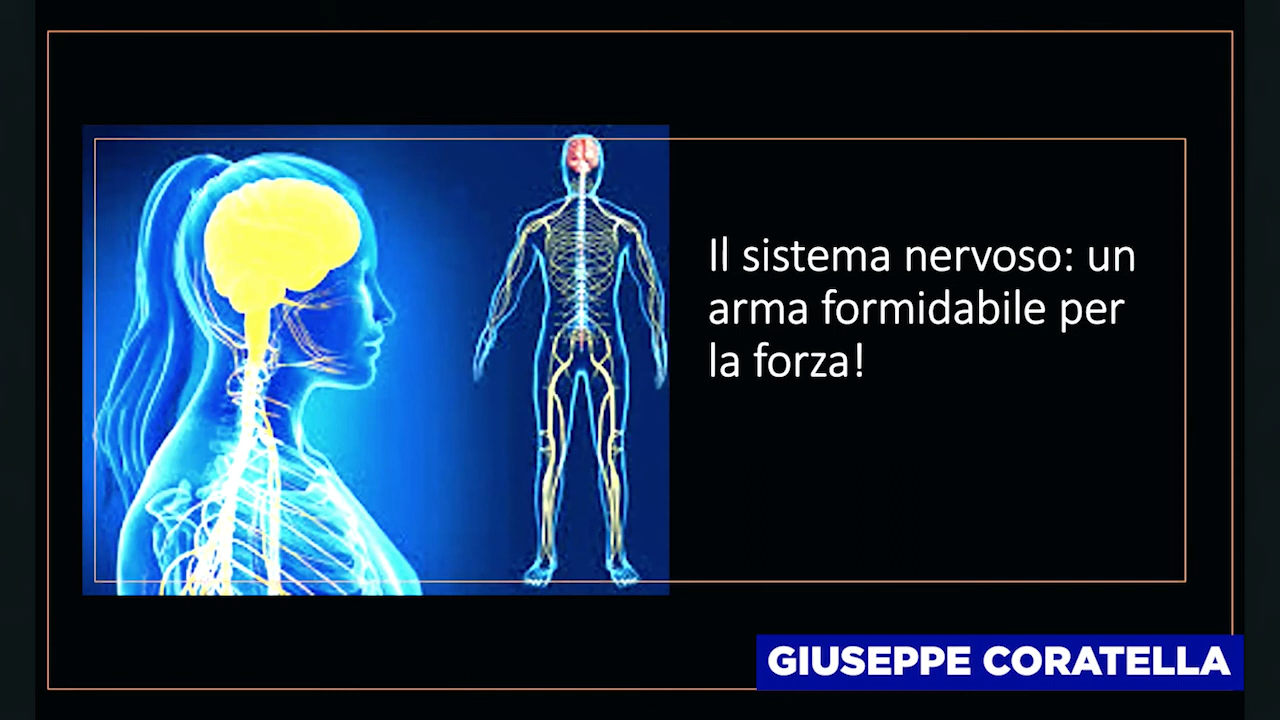 Il sistema nervoso: un
arma formidabile per
la forza!
GIUSEPPE CORATELLA